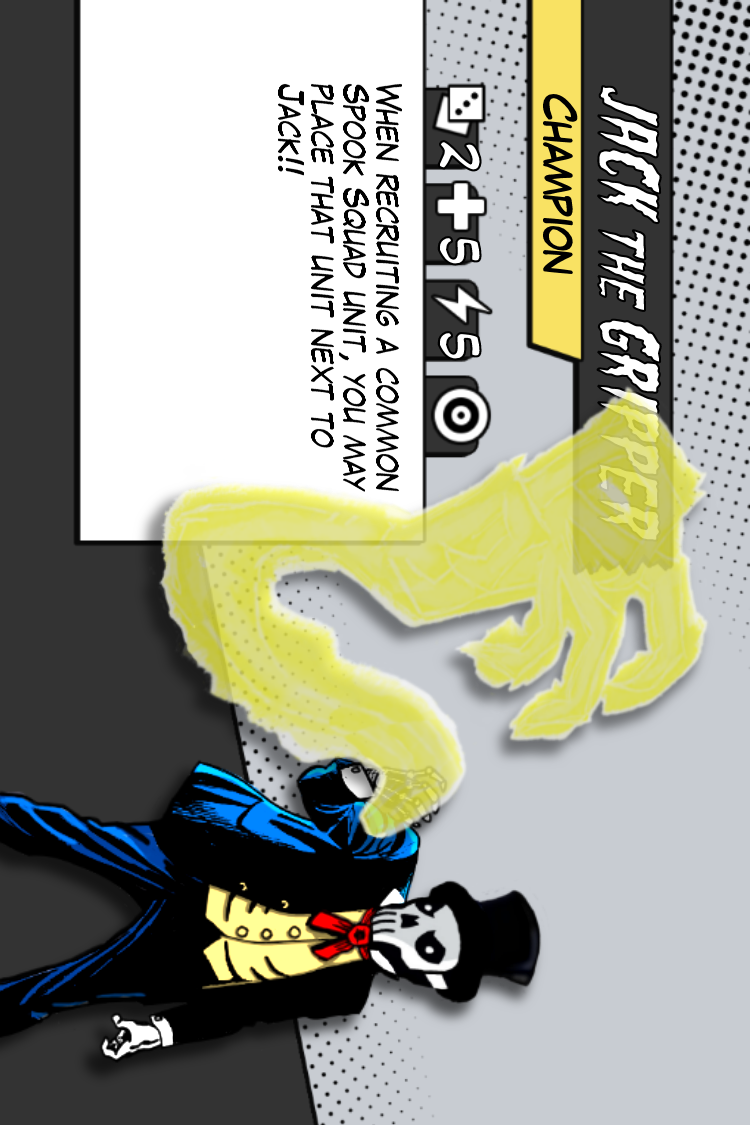 JACK THE GRIPPER
CHAMPION
2 5 5
WHEN RECRUITING A COMMON
SPOOK SQUAD UNIT, YOU MAY
PLACE THAT UNIT NEXT TO
JACK!!